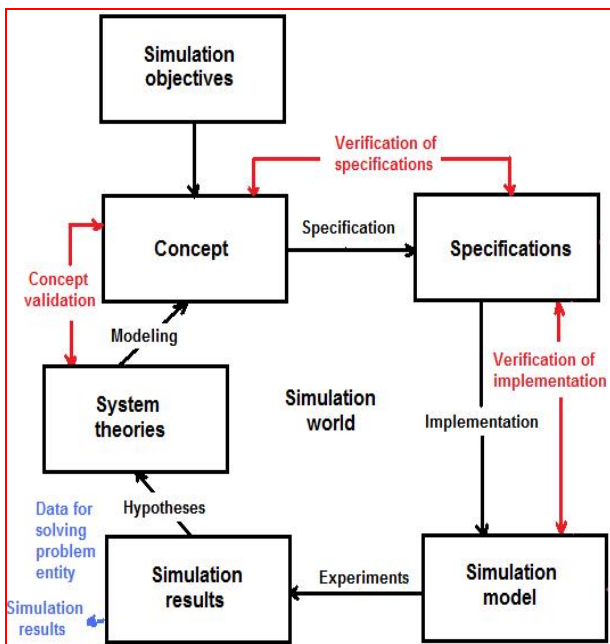 Simulation
objectives
Verification of
specifications
Concept
Specification
Specifications
Concept
validation
Modeling
Verification of
implementation
System
theories
Simulation
world
Implementation
Data for
solving
problem
entity
Hypotheses
Simulation
results
Experiments
Simulation
model
Simulation
results